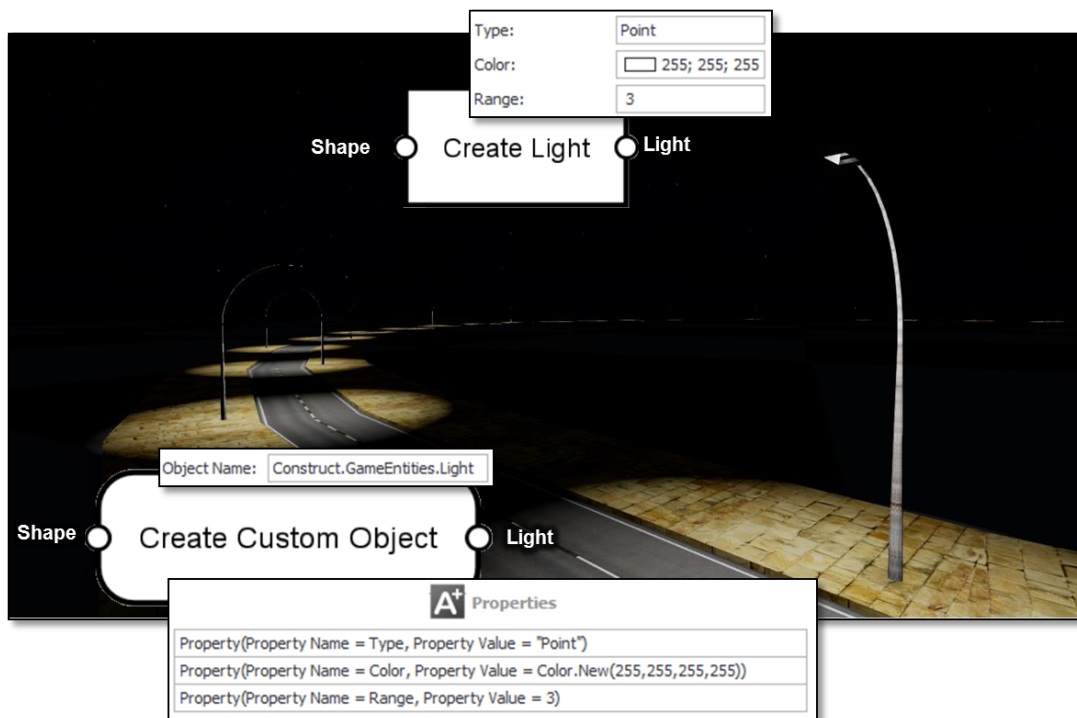 Type: Point
Color: 255; 255; 255
Range: 3
Shape Create Light Light
Object Name: Construct.GameEntities.Light
Shape Create Custom Object Light
A+ Properties
Property(Property Name = Type, Property Value = "Point")
Property(Property Name = Color, Property Value = Color.New(255,255,255,255))
Property(Property Name = Range, Property Value = 3)